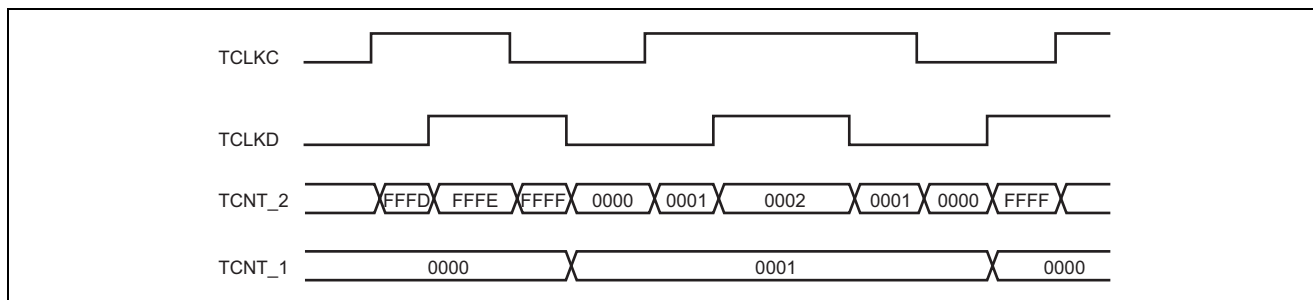 TCLKC
TCLKD
TCNT_2 FFFD FFFE FFFF 0000 0001 0002 0001 0000 FFFF
TCNT_1 0000 0001 0000